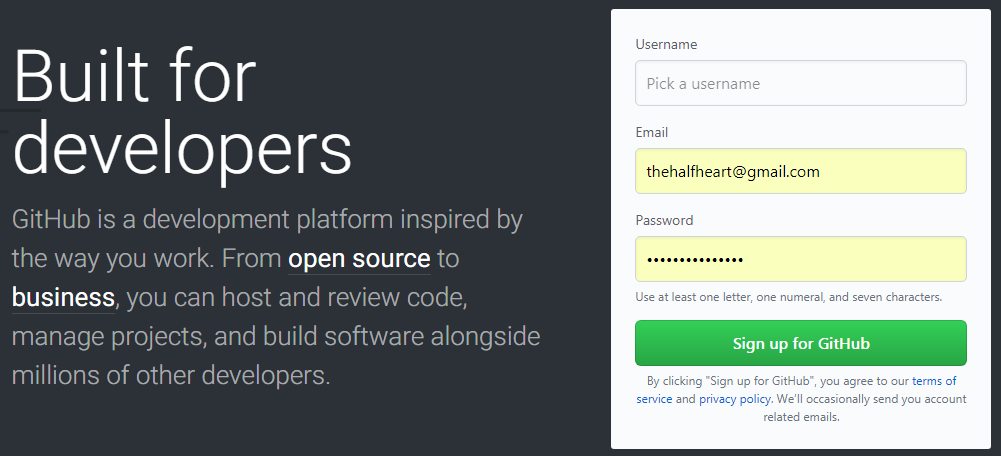 Built for
developers
GitHub is a development platform inspired by
the way you work. From open source to
business, you can host and review code,
manage projects, and build software alongside
millions of other developers.
Username
Pick a username
Email
thehalfheart@gmail.com
Password
•••••••••••••••
Use at least one letter, one numeral, and seven characters.
Sign up for GitHub
By clicking "Sign up for GitHub", you agree to our terms of
service and privacy policy. We'll occasionally send you account
related emails.